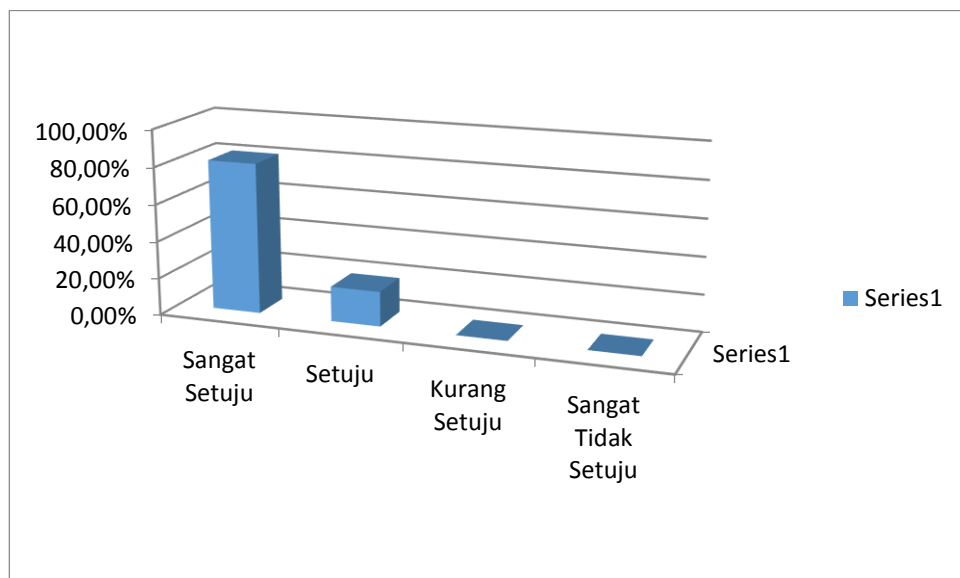 100,00%
80,00%
60,00%
40,00%
20,00%
0,00%
Sangat
Setuju
Setuju
Kurang
Setuju
Sangat
Tidak
Setuju
Series1
Series1